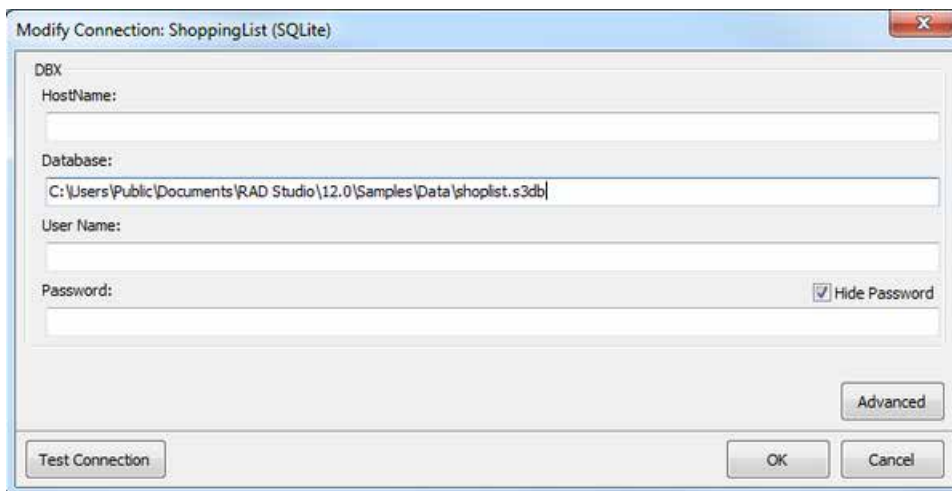 Modify Connection: ShoppingList (SQLite)
DBX
HostName:
Database:
C:\Users\Public\Documents\RAD Studio\12.0\Samples\Data\shoplist.s3db
User Name:
Password:
Hide Password
Advanced
Test Connection
OK
Cancel